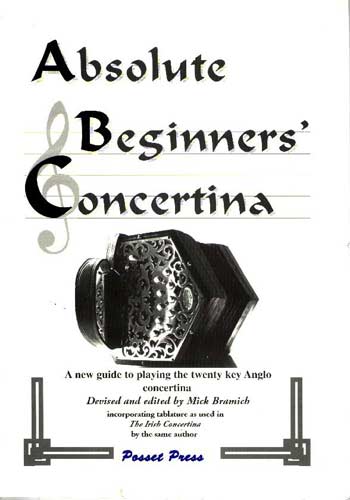 Absolute
Beginners'
Concertina
A new guide to playing the twenty key Anglo
concertina
Devised and edited by Mick Bramich
incorporating tablature as used in
The Irish Concertina
by the same author
Posset Press